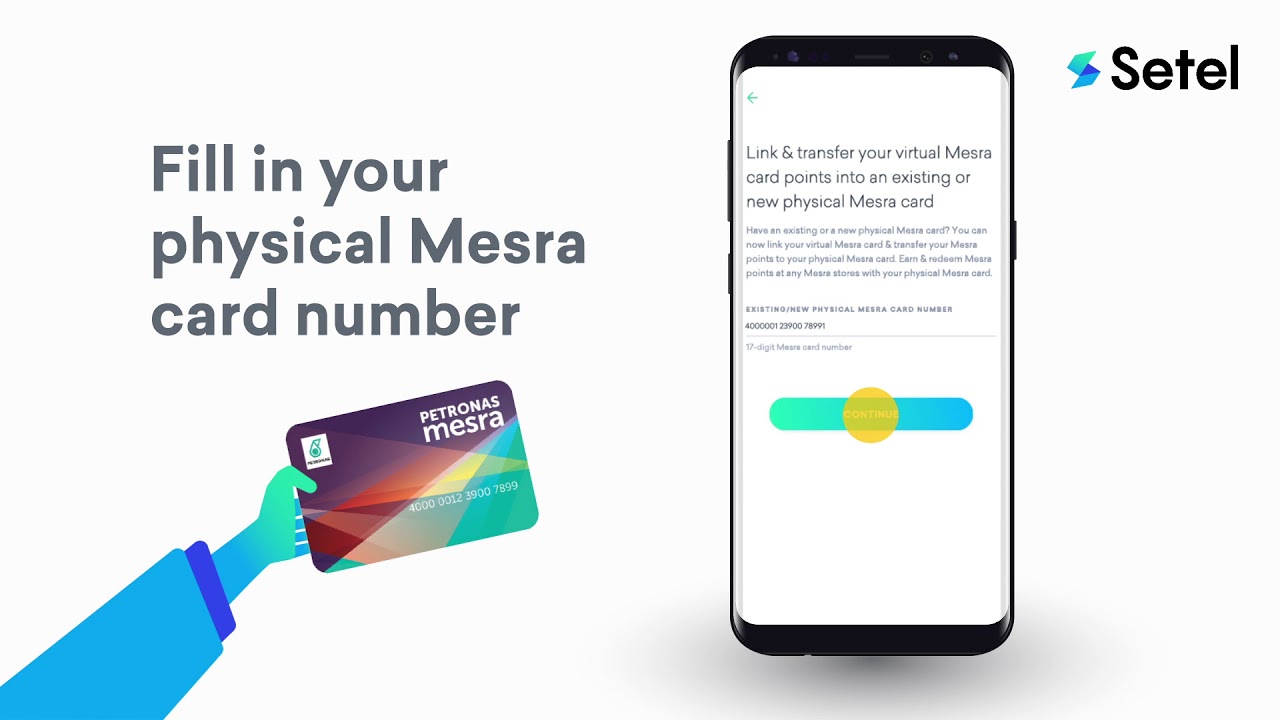 Setel
Fill in your
physical Mesra
card number
PETRONAS
mesra
PETRONAS
4000 0012 3900 7899
Link & transfer your virtual Mesra
card points into an existing or
new physical Mesra card
Have an existing or a new physical Mesra card? You can
now link your virtual Mesra card & transfer your Mesra
points to your physical Mesra card. Earn & redeem Mesra
points at any Mesra stores with your physical Mesra card.
EXISTING/NEW PHYSICAL MESRA CARD NUMBER
4000001 23900 78991
17-digit Mesra card number
CONTINUE